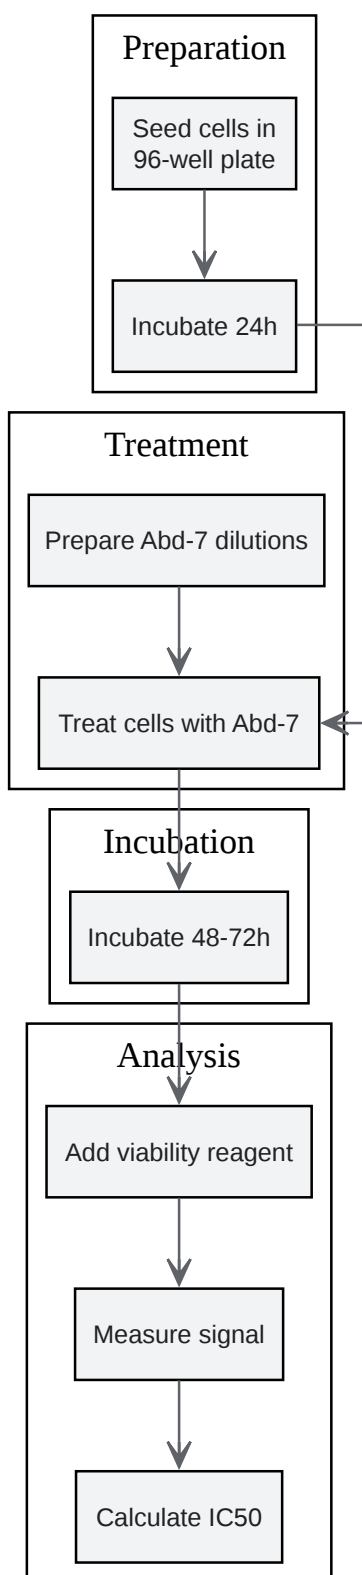 Preparation
Seed cells in
96-well plate
Incubate 24h
Treatment
Prepare Abd-7 dilutions
Treat cells with Abd-7
Incubation
Incubate 48-72h
Analysis
Add viability reagent
Measure signal
Calculate IC50